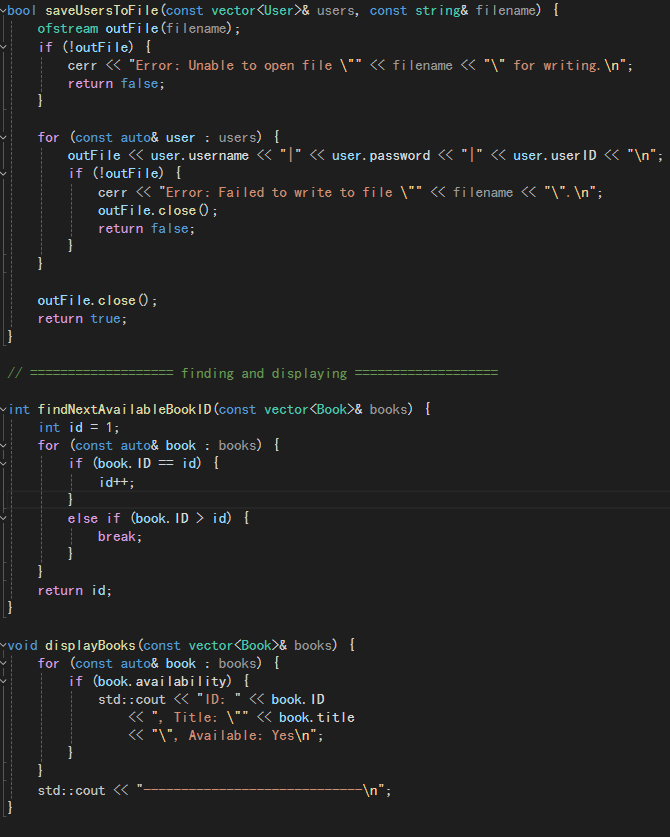 bool saveUsersToFile(const vector<User>& users, const string& filename) {
    ofstream outFile(filename);
    if (!outFile) {
        cerr << "Error: Unable to open file \"" << filename << "\" for writing.\n";
        return false;
    }

    for (const auto& user : users) {
        outFile << user.username << "|" << user.password << "|" << user.userID << "\n";
        if (!outFile) {
            cerr << "Error: Failed to write to file \"" << filename << "\".\n";
            outFile.close();
            return false;
        }
    }

    outFile.close();
    return true;
}

// =================== finding and displaying ===================

int findNextAvailableBookID(const vector<Book>& books) {
    int id = 1;
    for (const auto& book : books) {
        if (book.ID == id) {
            id++;
        }
        else if (book.ID > id) {
            break;
        }
    }
    return id;
}

void displayBooks(const vector<Book>& books) {
    for (const auto& book : books) {
        if (book.availability) {
            std::cout << "ID: " << book.ID
                << ", Title: \"" << book.title
                << "\", Available: Yes\n";
        }
    }
    std::cout << "-----------------------------\n";
}